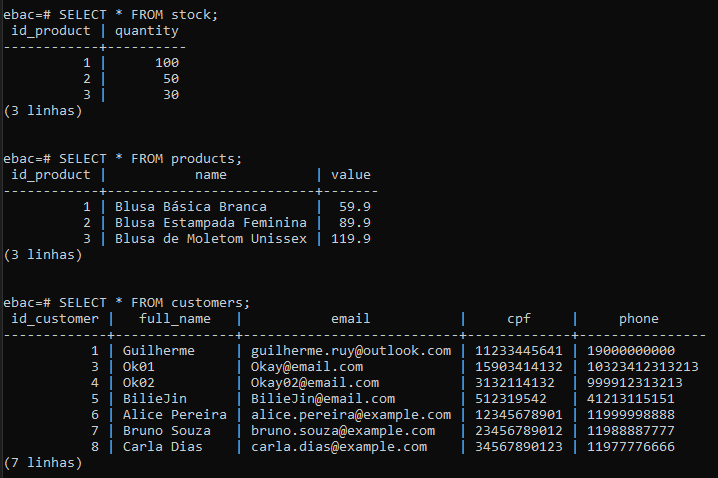 ebac=# SELECT * FROM stock;
 id_product | quantity
------------+----------
          1 |      100
          2 |       50
          3 |       30
(3 linhas)
ebac=# SELECT * FROM products;
 id_product |           name           | value
------------+--------------------------+-------
          1 | Blusa Básica Branca      |  59.9
          2 | Blusa Estampada Feminina |  89.9
          3 | Blusa de Moletom Unissex | 119.9
(3 linhas)
ebac=# SELECT * FROM customers;
 id_customer |   full_name   |           email           |     cpf     |     phone
-------------+---------------+---------------------------+-------------+----------------
           1 | Guilherme     | guilherme.ruy@outlook.com | 11233445641 | 19000000000
           3 | Ok01          | Okay@email.com            | 15903414132 | 10323412313213
           4 | Ok02          | Okay02@email.com          | 3132114132  | 999912313213
           5 | BilieJin      | BilieJin@email.com        | 512319542   | 41213115151
           6 | Alice Pereira | alice.pereira@example.com | 12345678901 | 11999998888
           7 | Bruno Souza   | bruno.souza@example.com   | 23456789012 | 11988887777
           8 | Carla Dias    | carla.dias@example.com    | 34567890123 | 11977776666
(7 linhas)